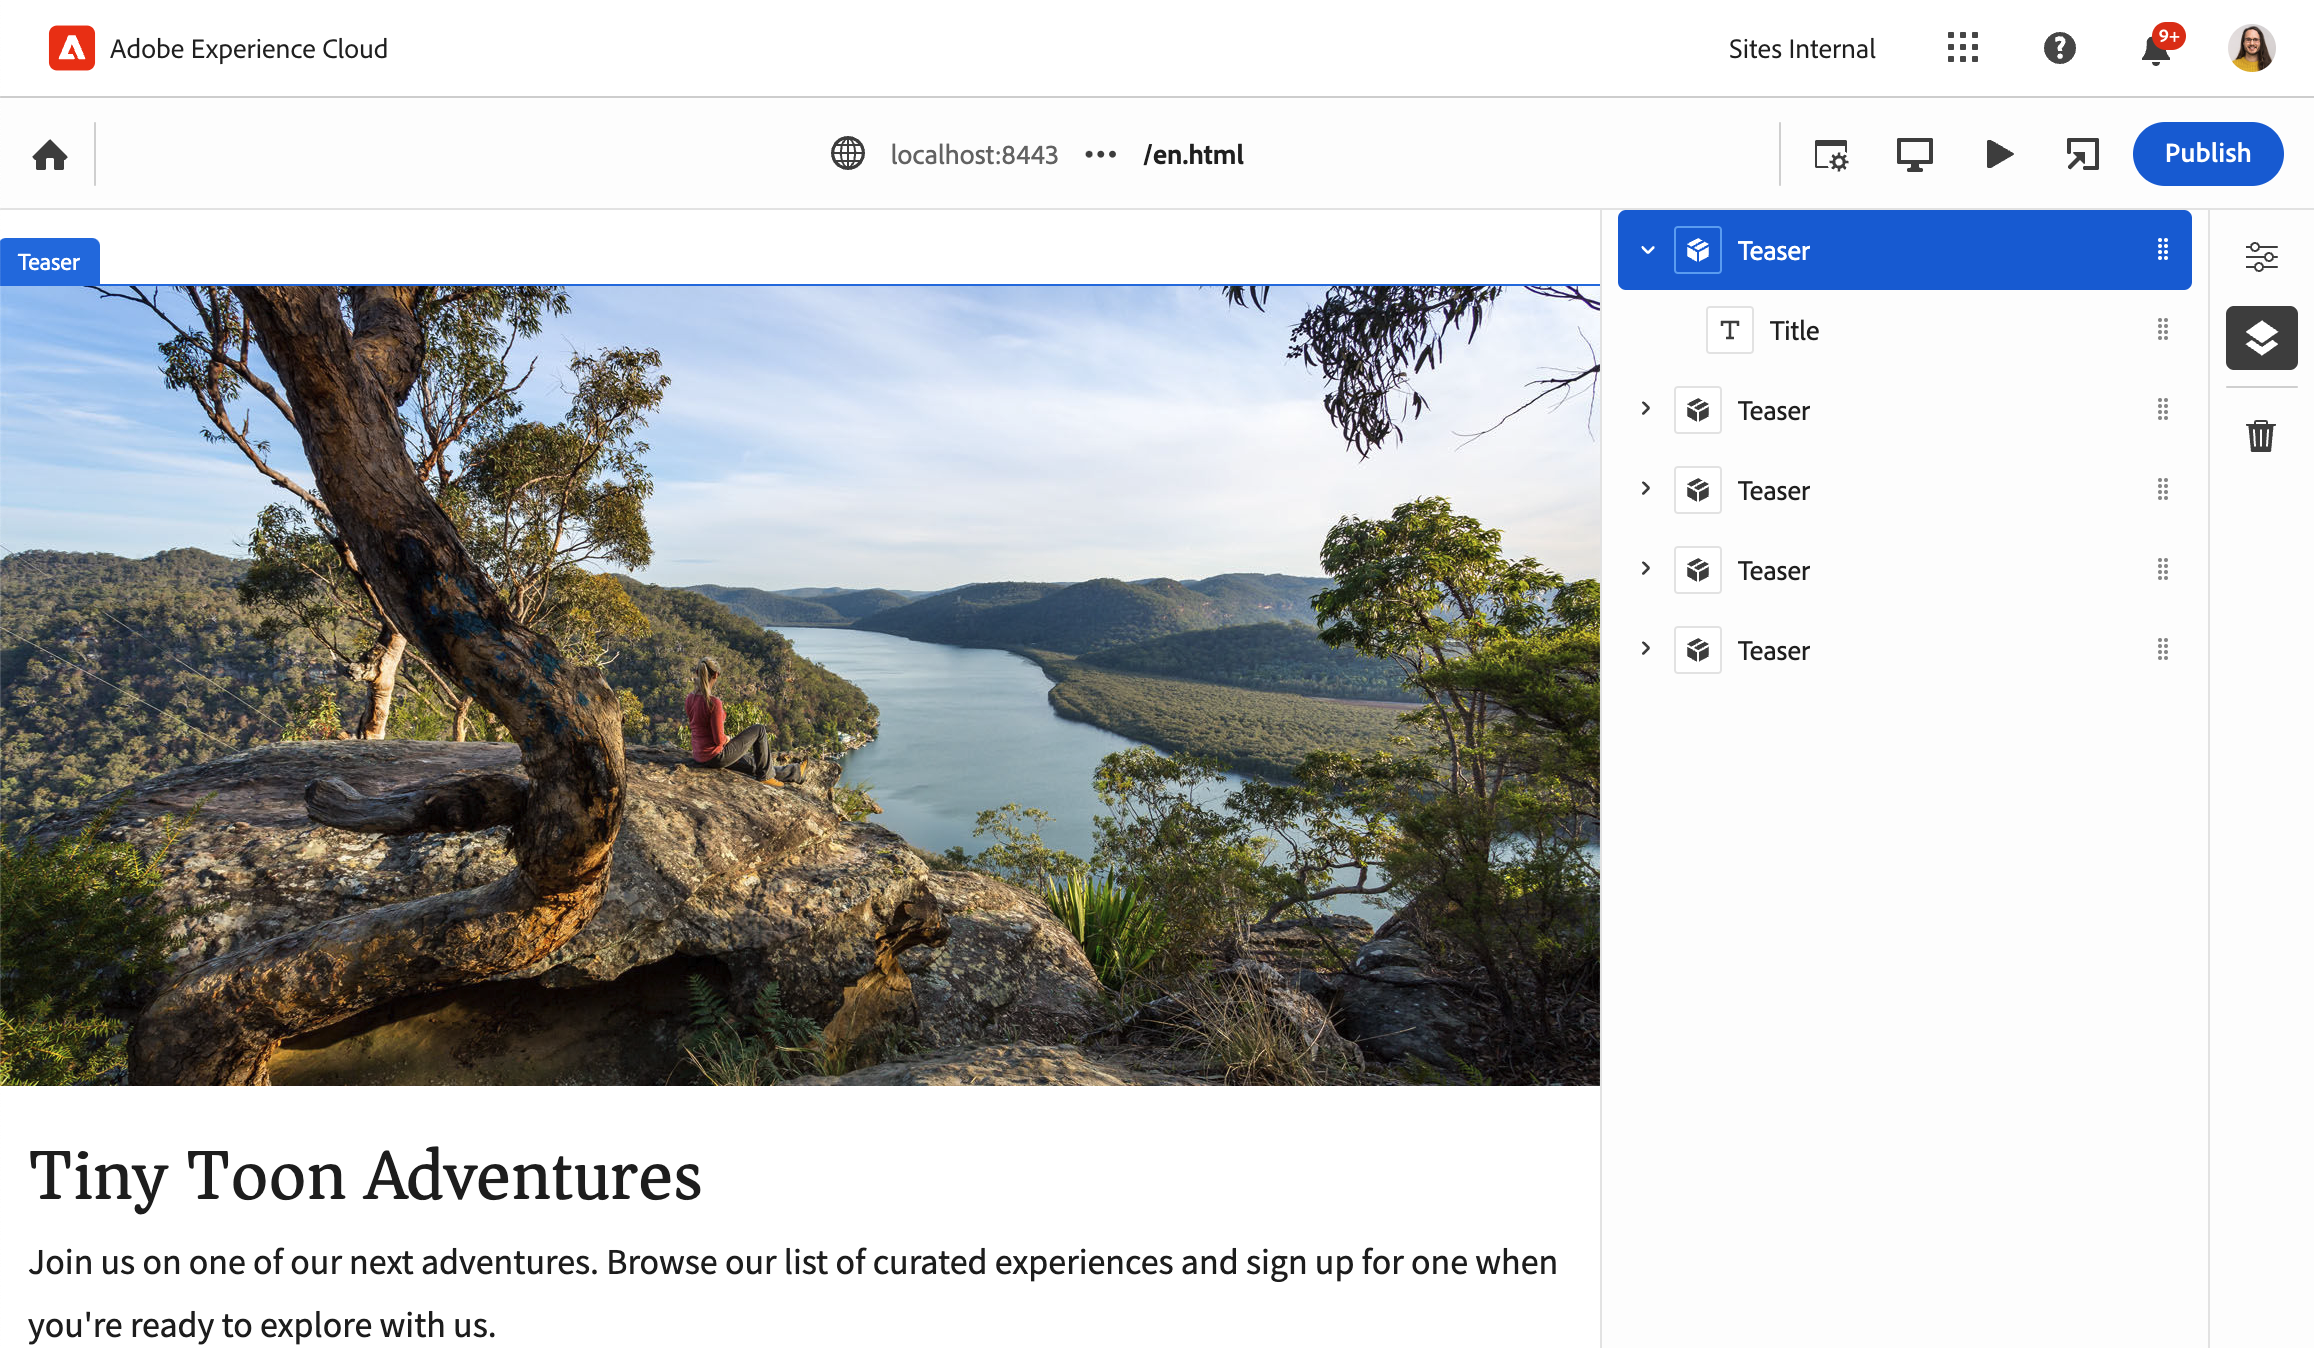 Adobe Experience Cloud
Sites Internal
9+
localhost:8443 ••• /en.html
Publish
Teaser
Tiny Toon Adventures
Join us on one of our next adventures. Browse our list of curated experiences and sign up for one when
you're ready to explore with us.
Teaser
Title
Teaser
Teaser
Teaser
Teaser